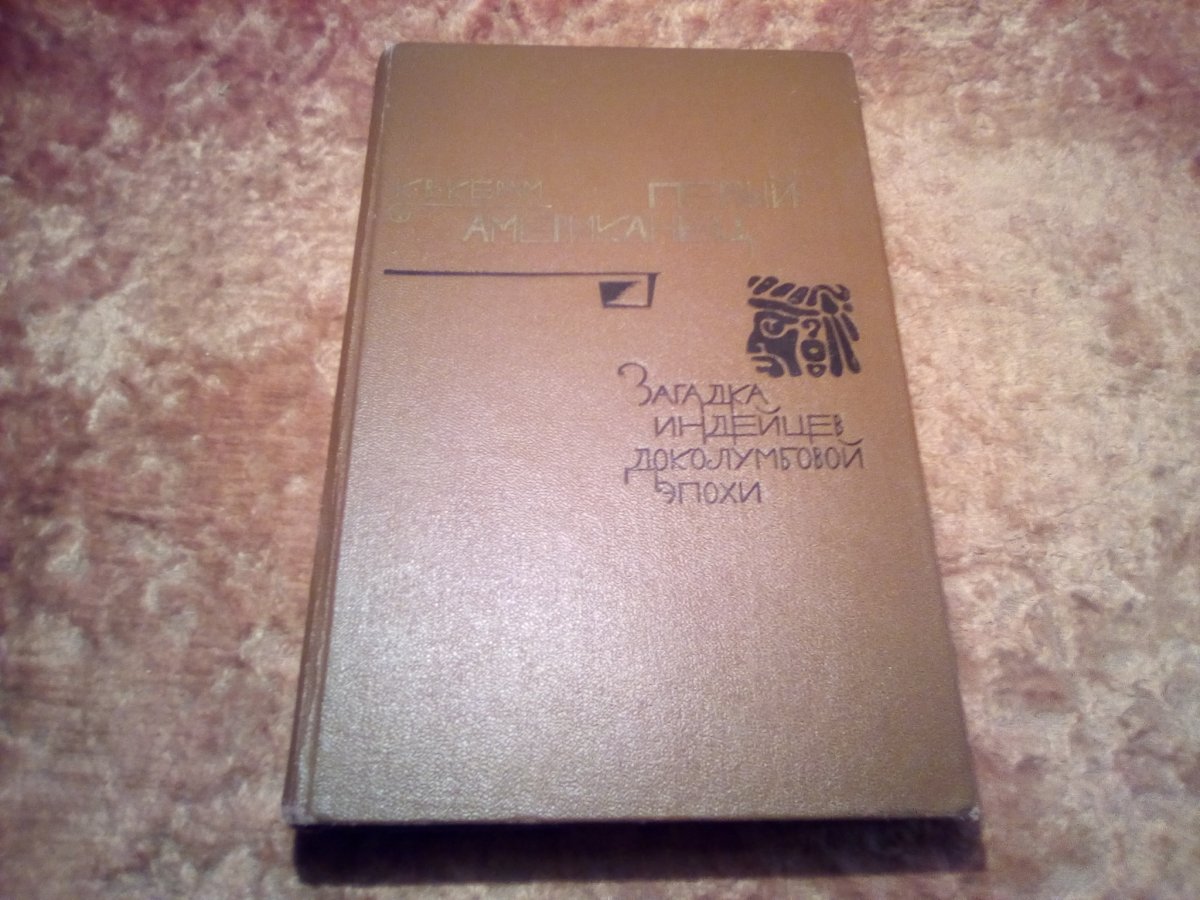 К.В. КЕРАМ ПЕРВЫЙ
АМЕРИКАНЕЦ
ЗАГАДКА
ИНДЕЙЦЕВ
ДОКОЛУМБОВОЙ
ЭПОХИ